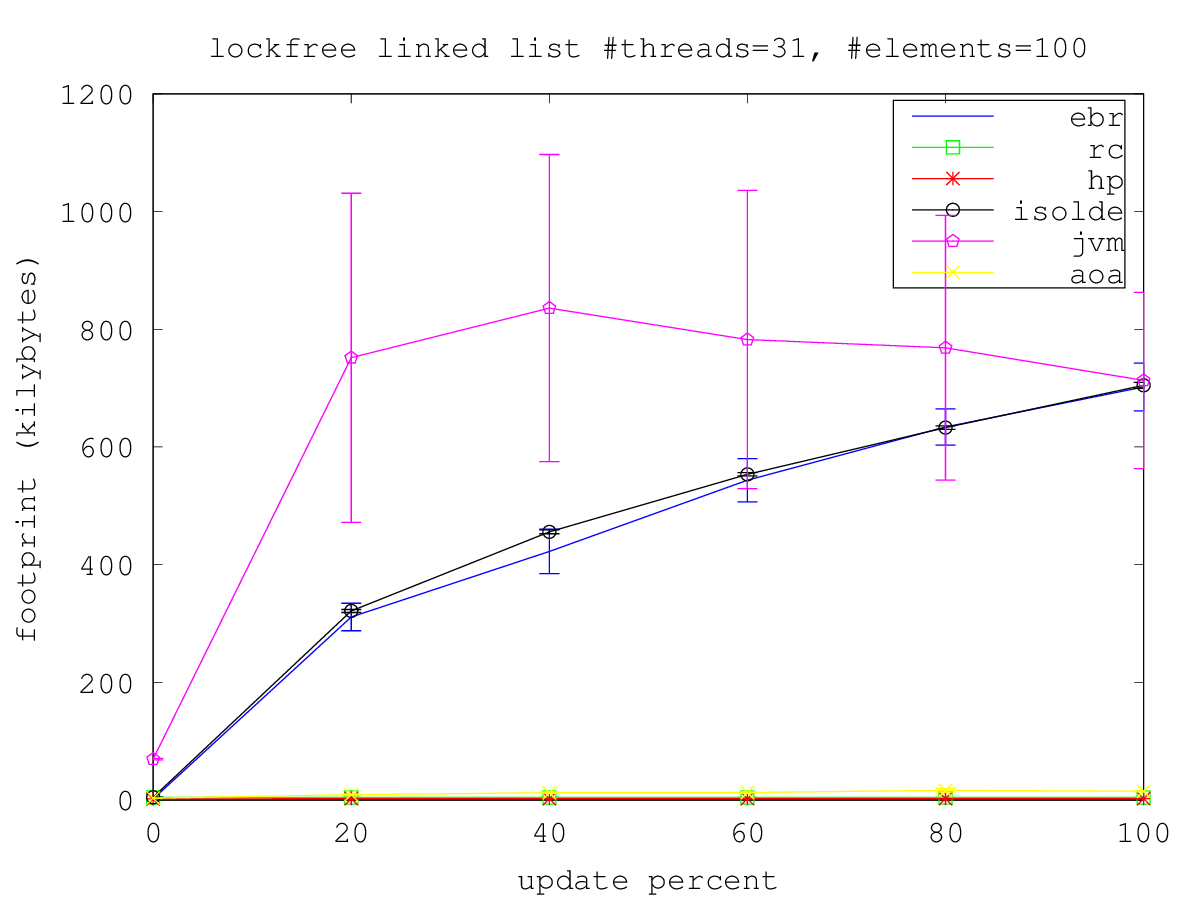 lockfree linked list #threads=31, #elements=100
1200
1000
800
600
400
200
0
footprint (kilybytes)
ebr
rc
hp
isolde
jvm
aoa
0 20 40 60 80 100
update percent